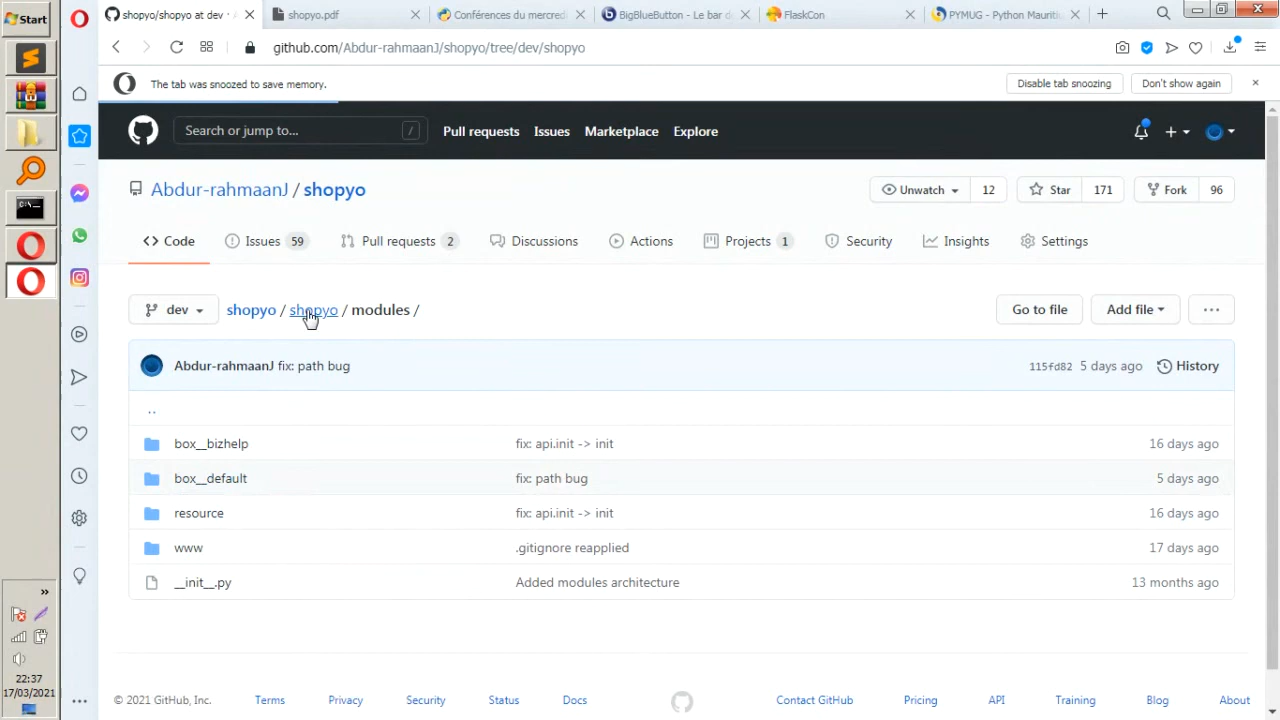 Start
shopyo/shopyo at dev ·
shopyo.pdf
Conférences du mercred
BigBlueButton - Le bar d
FlaskCon
PYMUG - Python Mauriti
github.com/Abdur-rahmaanJ/shopyo/tree/dev/shopyo
The tab was snoozed to save memory.
Disable tab snoozing
Don't show again
Search or jump to...
/
Pull requests
Issues
Marketplace
Explore
Abdur-rahmaanJ / shopyo
Unwatch
12
Star
171
Fork
96
Code
Issues 59
Pull requests 2
Discussions
Actions
Projects 1
Security
Insights
Settings
dev
shopyo / shopyo / modules /
Go to file
Add file
Abdur-rahmaanJ fix: path bug
115fd82 5 days ago
History
..
box__bizhelp fix: api.init -> init 16 days ago
box__default fix: path bug 5 days ago
resource fix: api.init -> init 16 days ago
www .gitignore reapplied 17 days ago
__init__.py Added modules architecture 13 months ago
© 2021 GitHub, Inc.
Terms
Privacy
Security
Status
Docs
Contact GitHub
Pricing
API
Training
Blog
About
22:37
17/03/2021